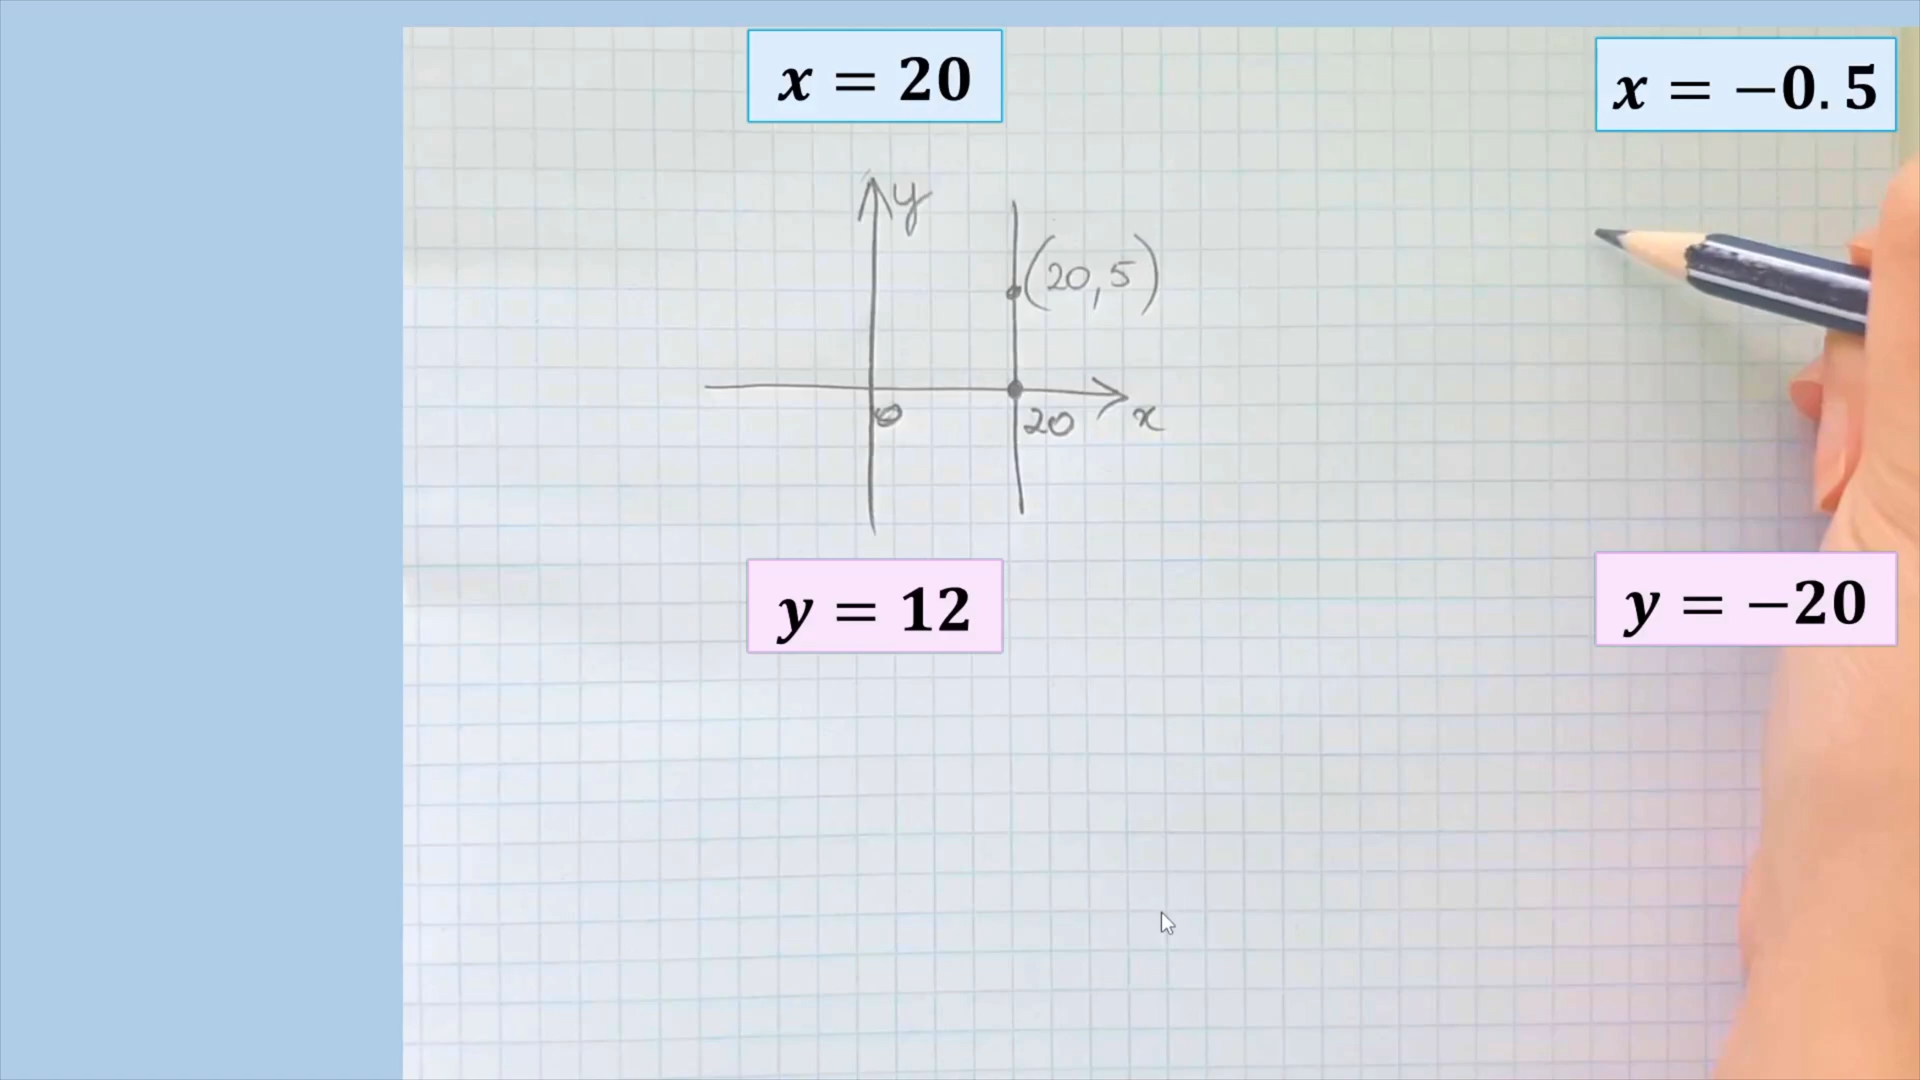 x = 20
x = −0.5
y
(20,5)
0
20
x
y = 12
y = −20